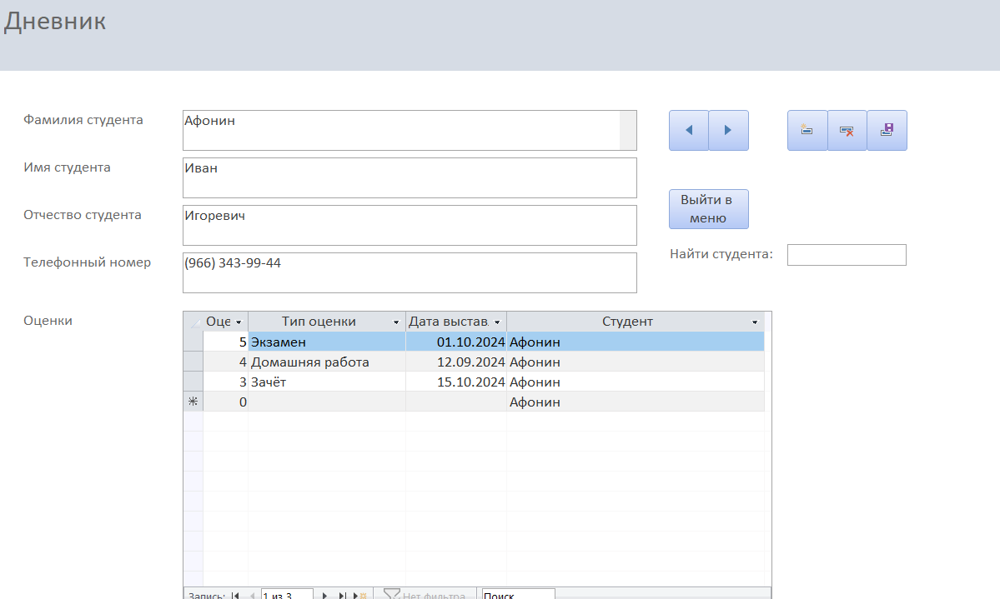 Дневник
Фамилия студента
Афонин
Имя студента
Иван
Отчество студента
Игоревич
Телефонный номер
(966) 343-99-44
Выйти в
меню
Найти студента:
Оценки
Оце Тип оценки Дата выстав. Студент
5 Экзамен 01.10.2024 Афонин
4 Домашняя работа 12.09.2024 Афонин
3 Зачёт 15.10.2024 Афонин
0 Афонин
Запись: 1 из 3 Нет фильтра Поиск